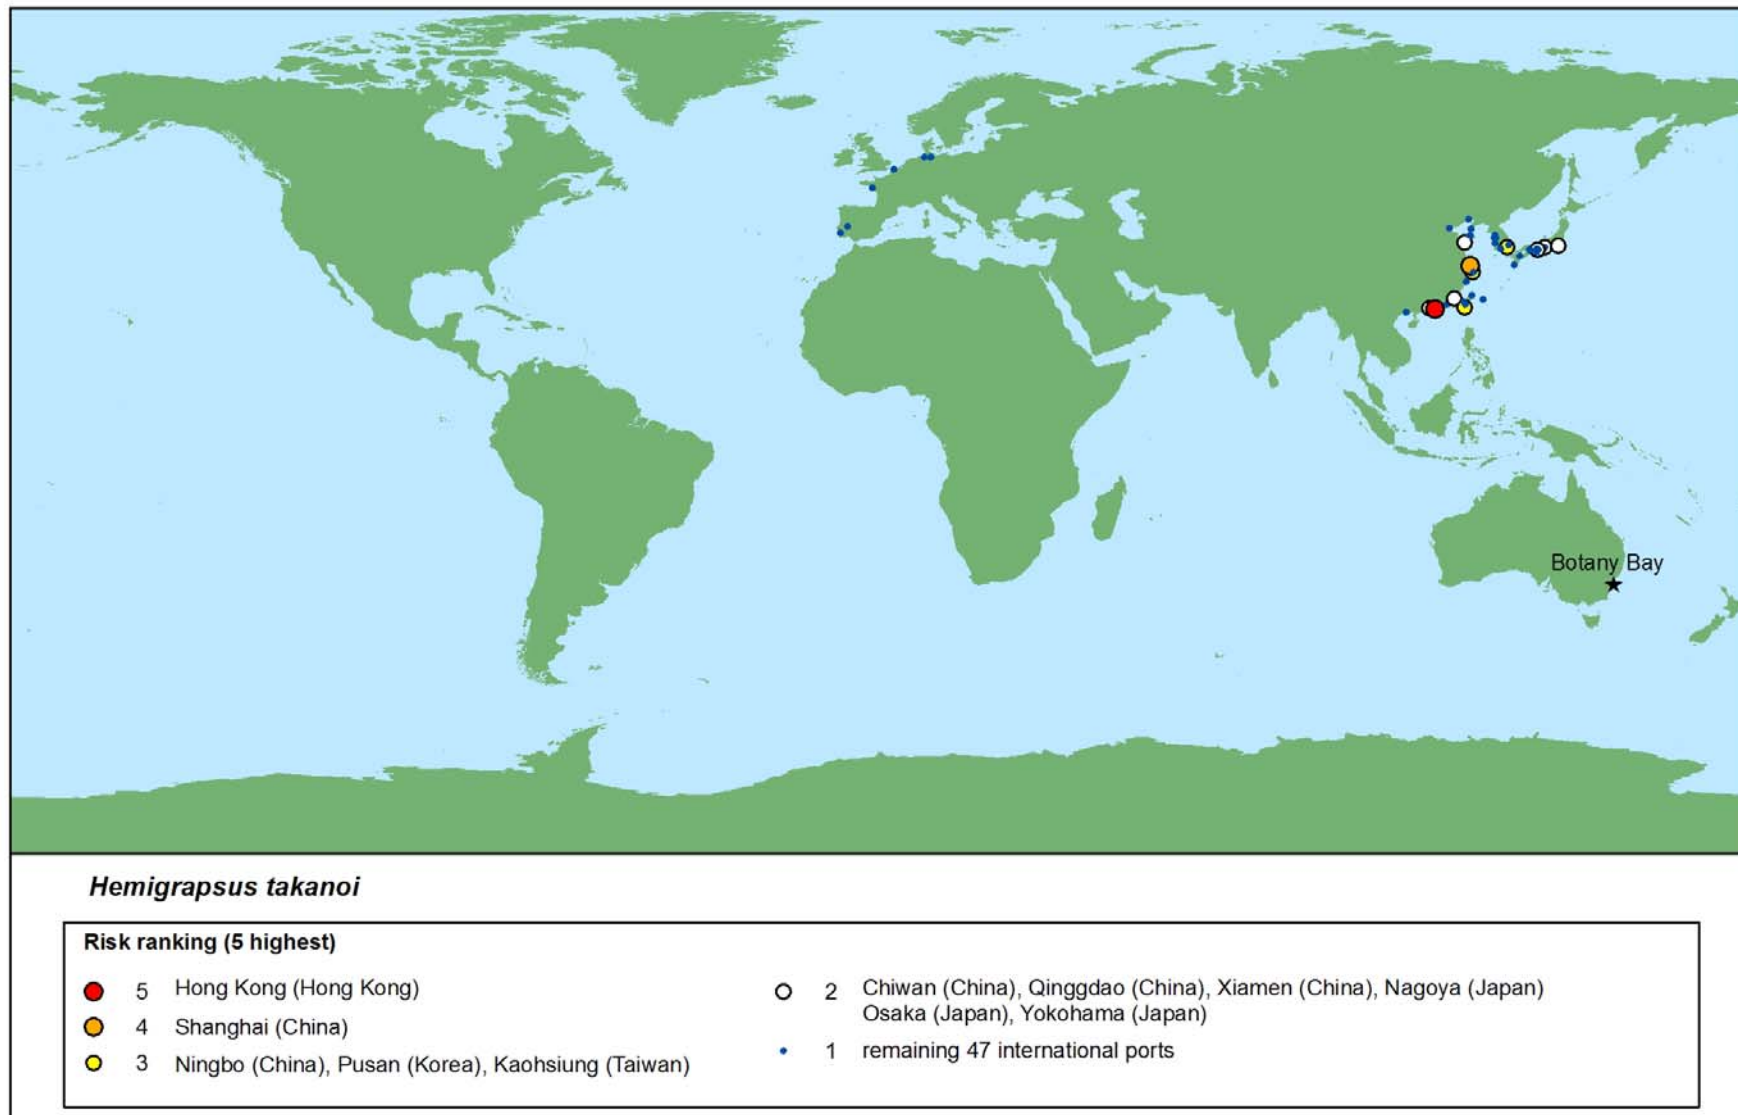 Botany Bay
Hemigrapsus takanoi
Risk ranking (5 highest)
5 Hong Kong (Hong Kong)
4 Shanghai (China)
3 Ningbo (China), Pusan (Korea), Kaohsiung (Taiwan)
2 Chiwan (China), Qinggdao (China), Xiamen (China), Nagoya (Japan)
Osaka (Japan), Yokohama (Japan)
1 remaining 47 international ports